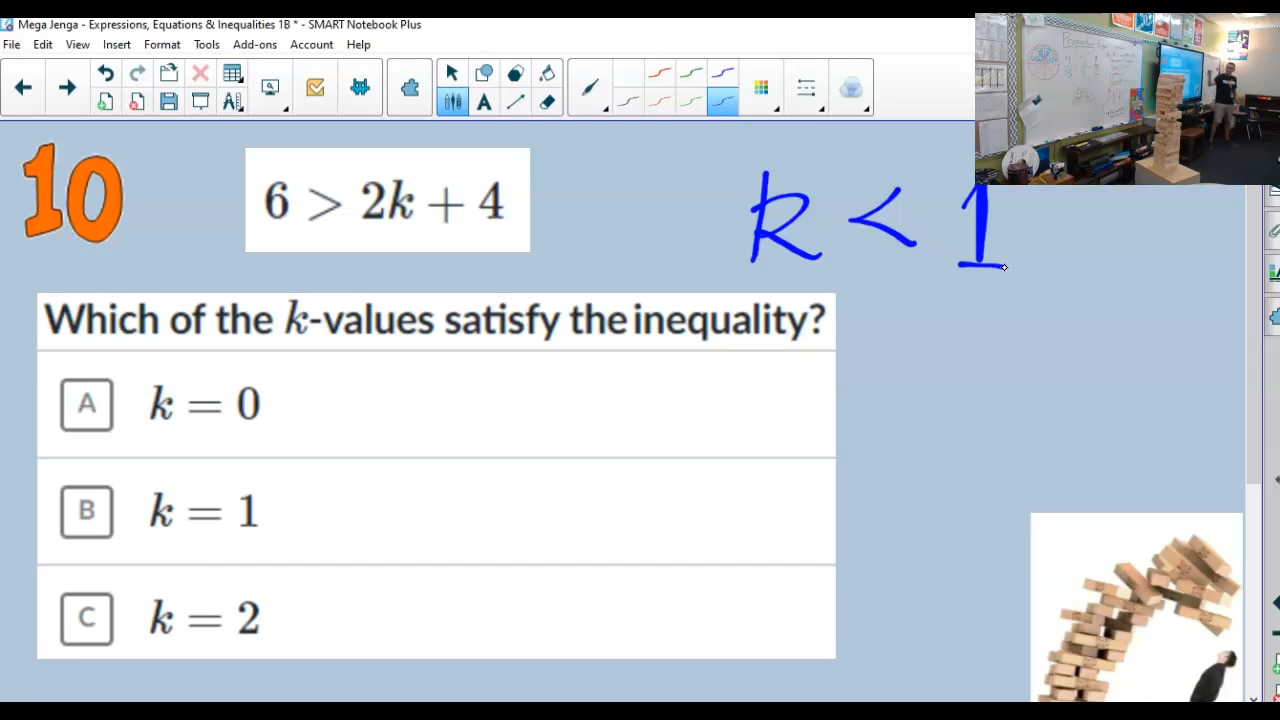 Mega Jenga - Expressions, Equations & Inequalities 1B * - SMART Notebook Plus
File Edit View Insert Format Tools Add-ons Account Help
10
6 > 2k + 4
k < 1
Which of the k-values satisfy the inequality?
A k = 0
B k = 1
C k = 2